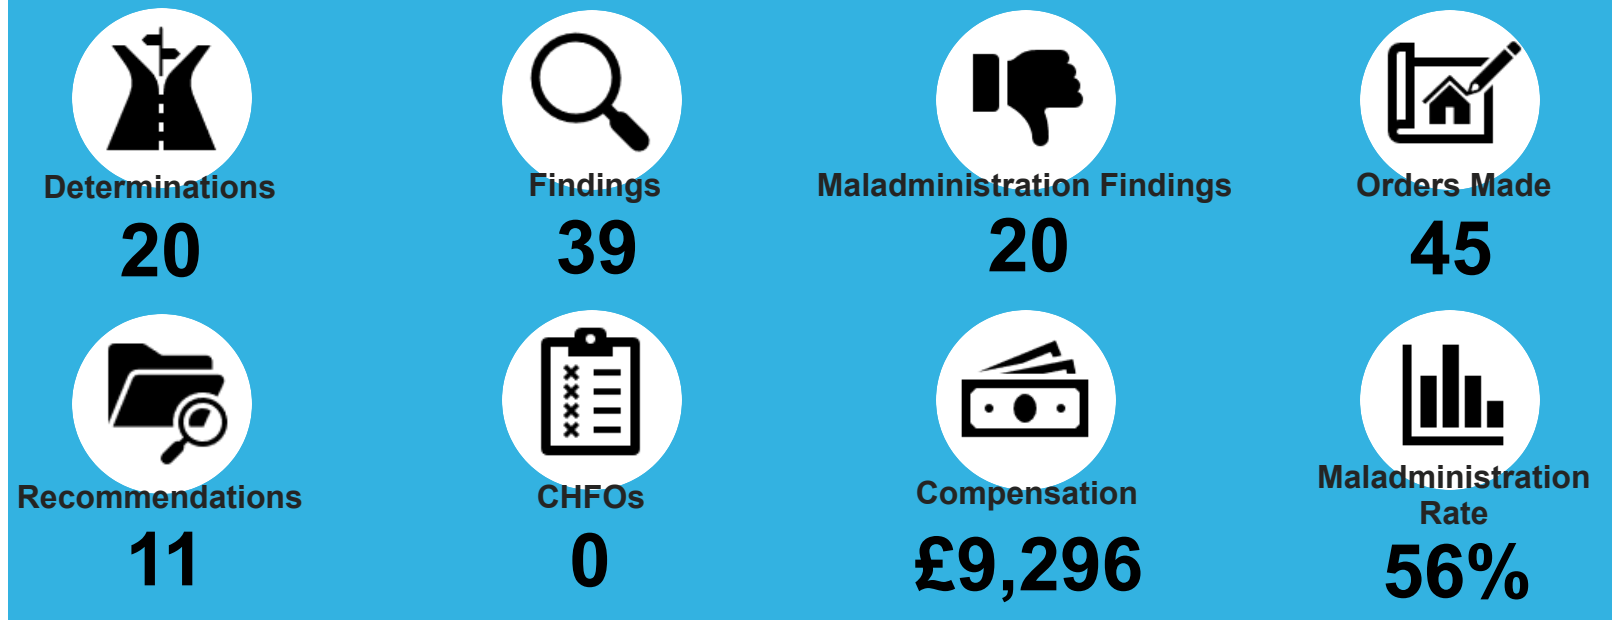 Determinations
20
Findings
39
Maladministration Findings
20
Orders Made
45
Recommendations
11
CHFOs
0
Compensation
£9,296
Maladministration
Rate
56%